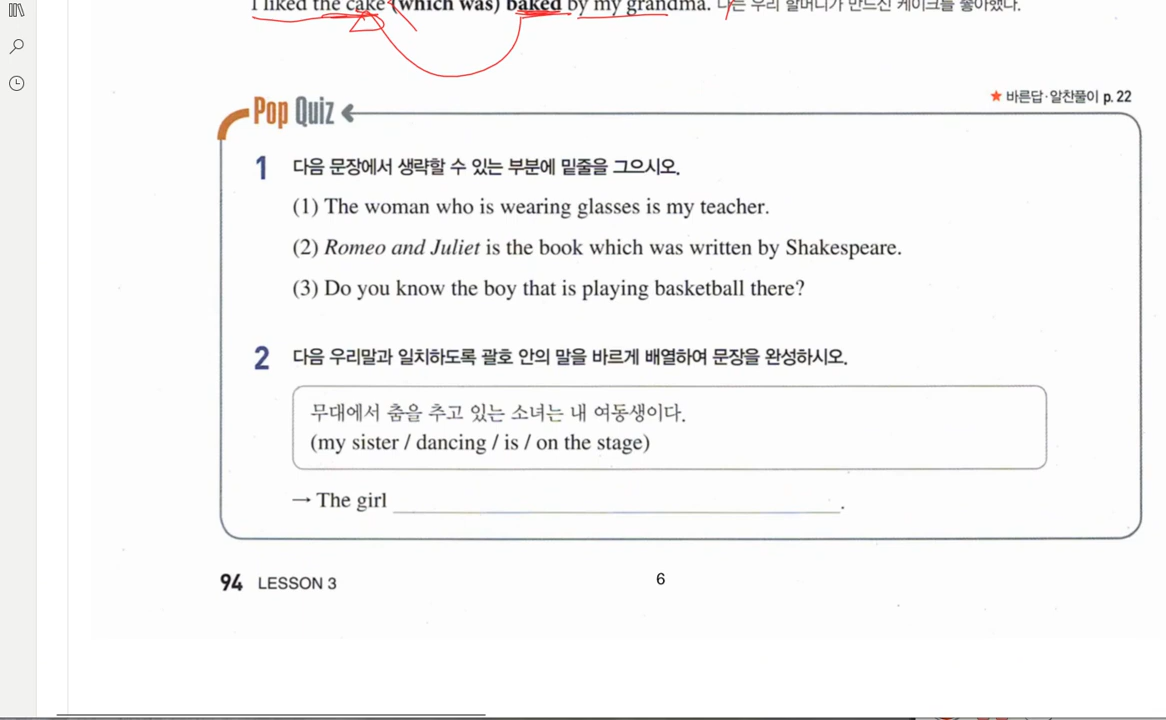 I liked the cake (which was) baked by my grandma. 나는 우리 할머니가 만드신 케이크를 좋아했다.
★ 바른답·알찬풀이 p. 22
Pop Quiz
1 다음 문장에서 생략할 수 있는 부분에 밑줄을 그으시오.
(1) The woman who is wearing glasses is my teacher.
(2) Romeo and Juliet is the book which was written by Shakespeare.
(3) Do you know the boy that is playing basketball there?
2 다음 우리말과 일치하도록 괄호 안의 말을 바르게 배열하여 문장을 완성하시오.
무대에서 춤을 추고 있는 소녀는 내 여동생이다.
(my sister / dancing / is / on the stage)
→ The girl ______________________.
94 LESSON 3
6